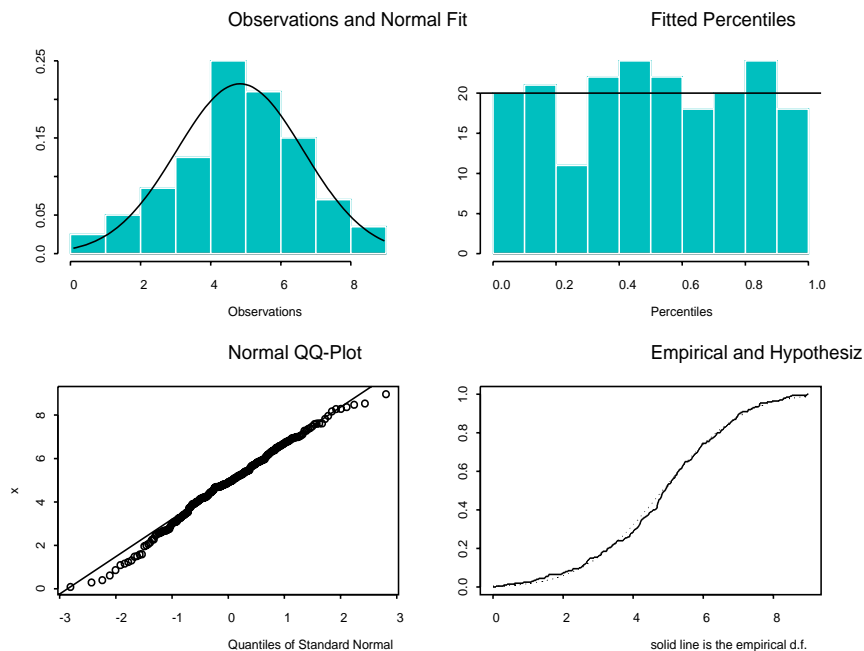 Observations and Normal Fit
0.25
0.15
0.05
0.0
0 2 4 6 8
Observations
Fitted Percentiles
20
15
10
5
0
0.0 0.2 0.4 0.6 0.8 1.0
Percentiles
Normal QQ-Plot
8
6
4
2
0
x
-3 -2 -1 0 1 2 3
Quantiles of Standard Normal
Empirical and Hypothesiz
1.0
0.8
0.6
0.4
0.2
0.0
0 2 4 6 8
solid line is the empirical d.f.